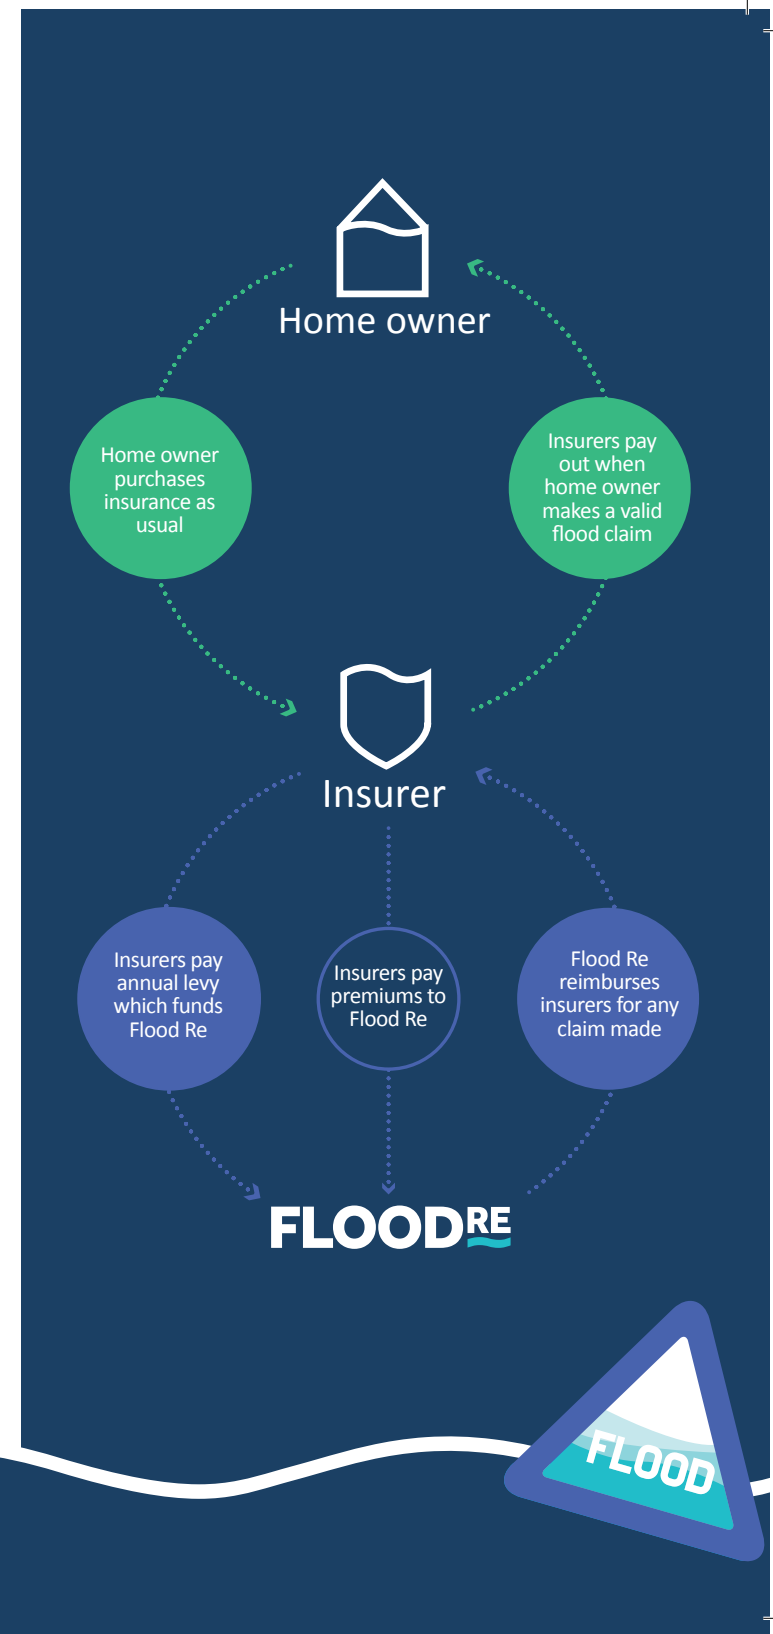 Home owner
Home owner
purchases
insurance as
usual
Insurers pay
out when
home owner
makes a valid
flood claim
Insurer
Insurers pay
annual levy
which funds
Flood Re
Insurers pay
premiums to
Flood Re
Flood Re
reimburses
insurers for any
claim made
FLOODRE
FLOOD